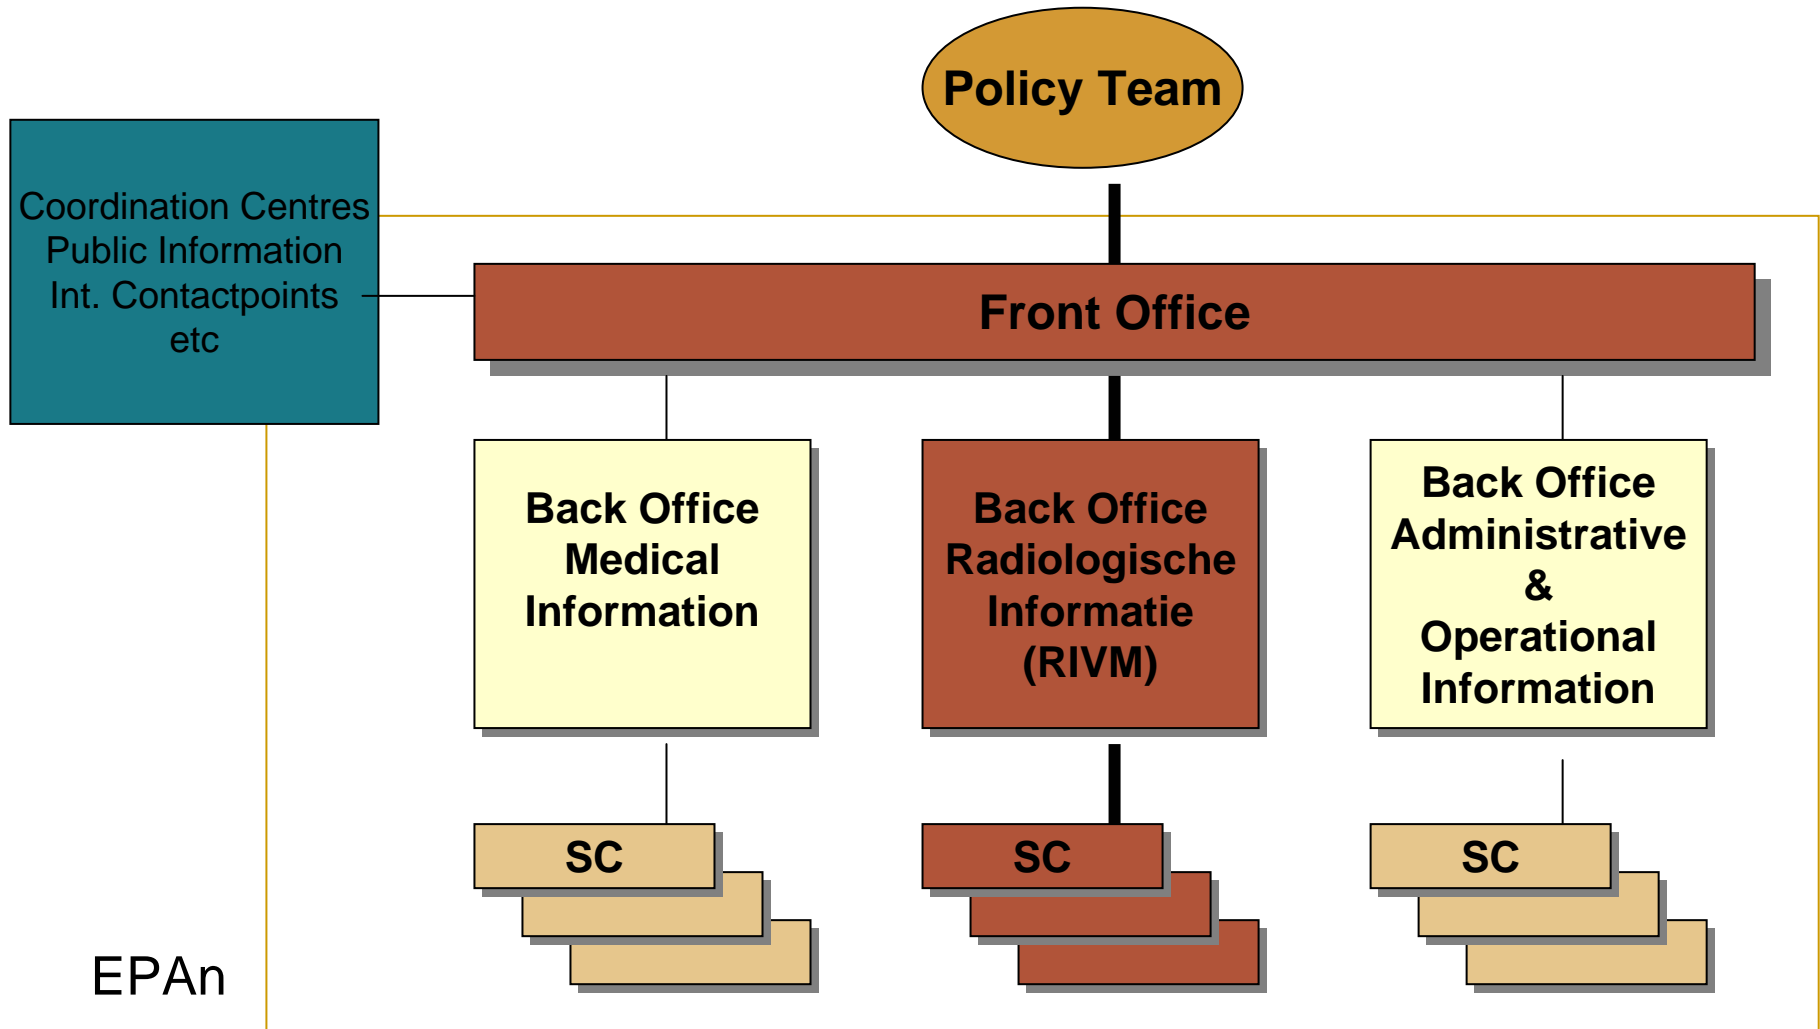 Policy Team
Coordination Centres
Public Information
Int. Contactpoints
etc
Front Office
Back Office
Medical
Information
Back Office
Radiologische
Informatie
(RIVM)
Back Office
Administrative
&
Operational
Information
SC
SC
SC
EPAn